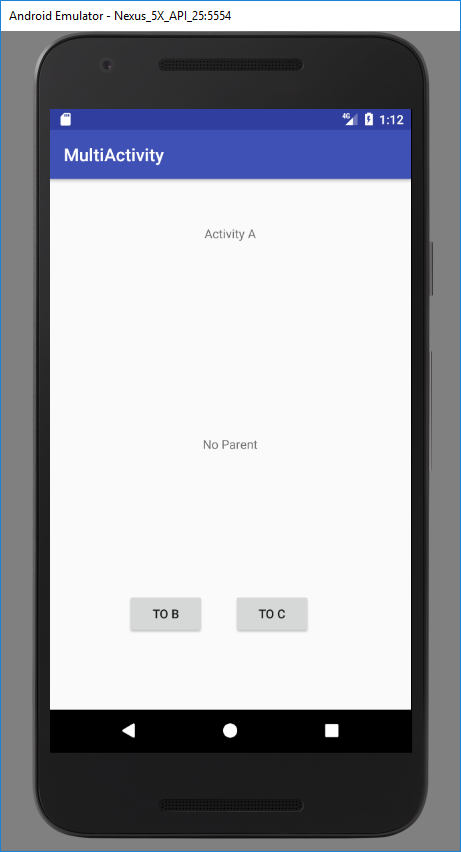 Android Emulator - Nexus_5X_API_25:5554
4G 1:12
MultiActivity
Activity A
No Parent
TO B TO C